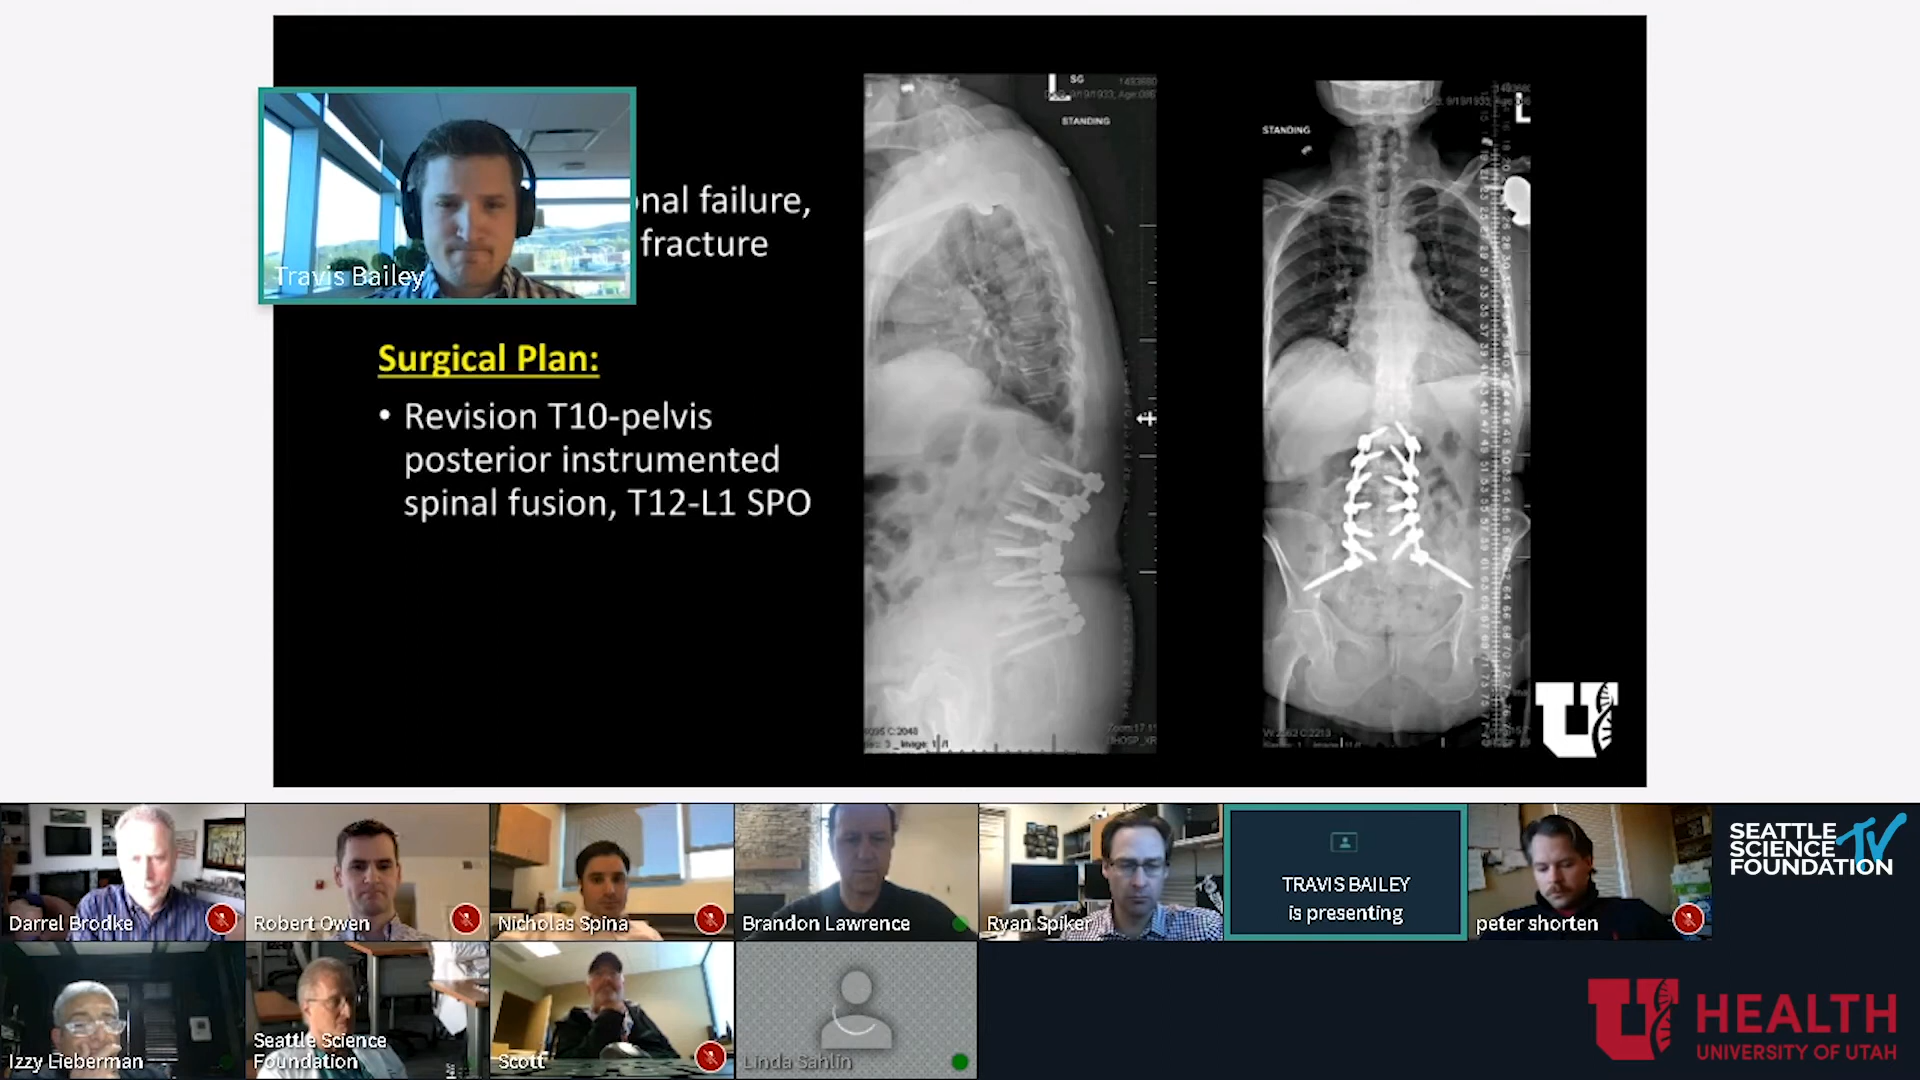 SG
STANDING
STANDING
nal failure,
fracture
Travis Bailey
Surgical Plan:
• Revision T10-pelvis
posterior instrumented
spinal fusion, T12-L1 SPO
Darrel Brodke
Robert Owen
Nicholas Spina
Brandon Lawrence
Ryan Spiker
TRAVIS BAILEY
is presenting
peter shorten
SEATTLE
SCIENCE TV
FOUNDATION
Izzy Lieberman
Seattle Science
Foundation
Scott
Linda Sahlin
U HEALTH
UNIVERSITY OF UTAH